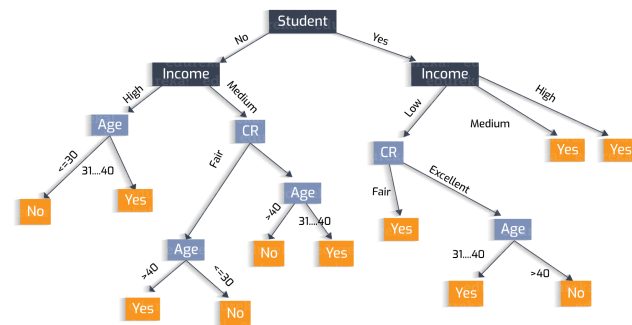 Student
No
Yes
Income
Income
High
Medium
Low
Medium
High
Age
CR
CR
Yes
Yes
<=30
31....40
Fair
Fair
Excellent
No
Yes
Age
Yes
Age
>40
31....40
Age
No
Yes
31....40
>40
>40
<=30
Yes
No
Yes
No